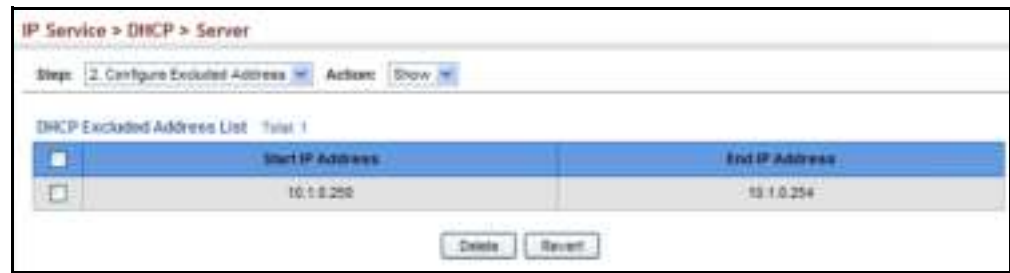 IP Service > DHCP > Server
Step: 2. Configure Excluded Address Action: Show
DHCP Excluded Address List Total: 1
Start IP Address End IP Address
10.1.0.250 10.1.0.254
Delete Revert